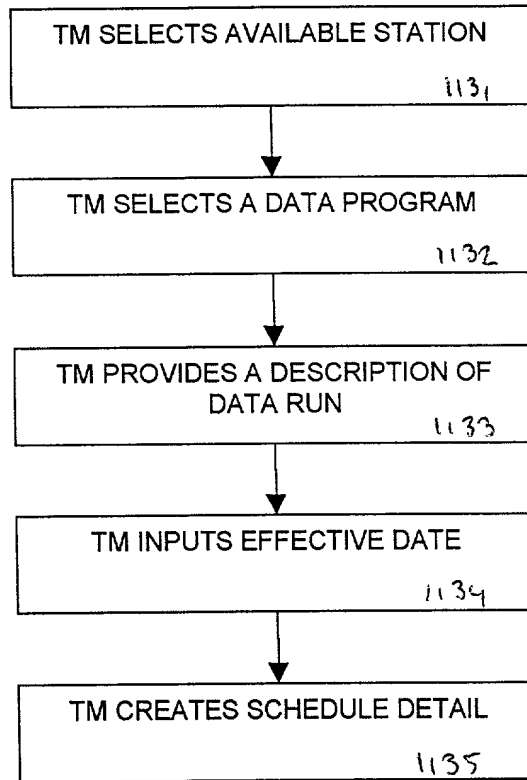 TM SELECTS AVAILABLE STATION
1131
TM SELECTS A DATA PROGRAM
1132
TM PROVIDES A DESCRIPTION OF
DATA RUN
1133
TM INPUTS EFFECTIVE DATE
1134
TM CREATES SCHEDULE DETAIL
1135